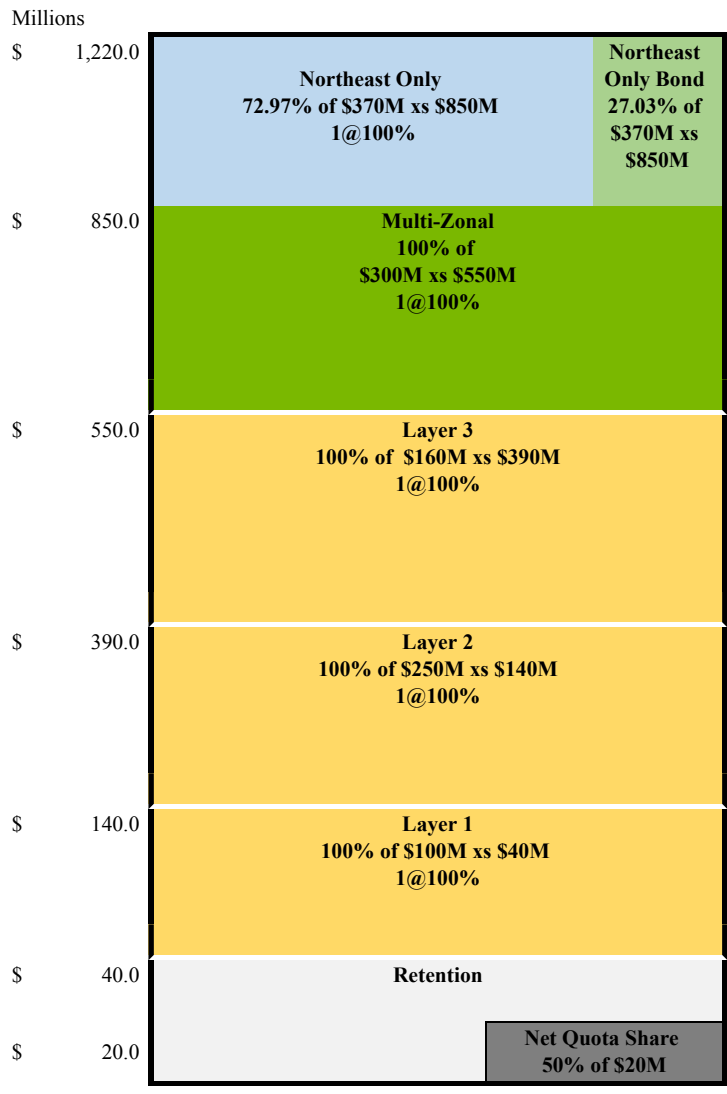 Millions
$ 1,220.0
Northeast Only
72.97% of $370M xs $850M
1@100%
Northeast
Only Bond
27.03% of
$370M xs
$850M
$ 850.0
Multi-Zonal
100% of
$300M xs $550M
1@100%
$ 550.0
Layer 3
100% of $160M xs $390M
1@100%
$ 390.0
Layer 2
100% of $250M xs $140M
1@100%
$ 140.0
Layer 1
100% of $100M xs $40M
1@100%
$ 40.0
Retention
$ 20.0
Net Quota Share
50% of $20M